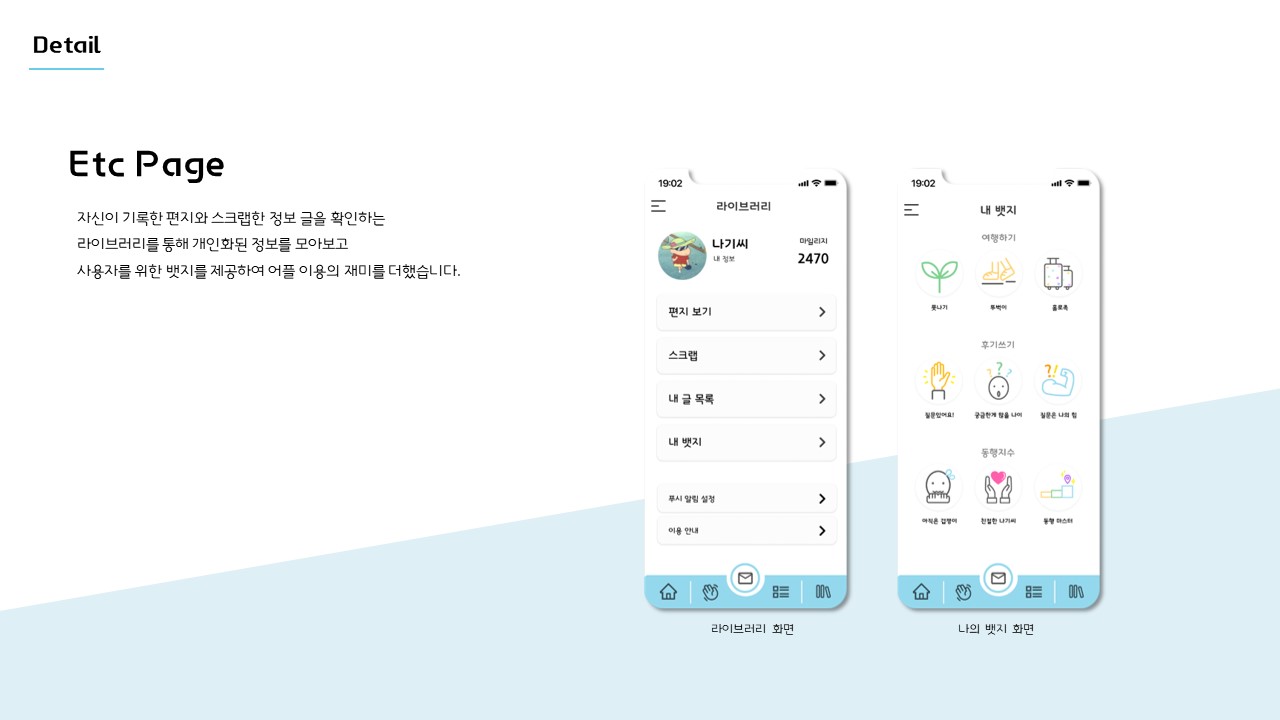 Detail
Etc Page
자신이 기록한 편지와 스크랩한 정보 글을 확인하는
라이브러리를 통해 개인화된 정보를 모아보고
사용자를 위한 뱃지를 제공하여 어플 이용의 재미를 더했습니다.
19:02
라이브러리
나기씨
내 정보
마일리지
2470
편지 보기
스크랩
내 글 목록
내 뱃지
푸시 알림 설정
이용 안내
라이브러리 화면
19:02
내 뱃지
여행하기
풋나기 뚜벅이 홀로족
후기쓰기
질문있어요! 궁금한게 많을 나이 질문은 나의 힘
동행지수
아직은 겁쟁이 친절한 나기씨 동행 마스터
나의 뱃지 화면